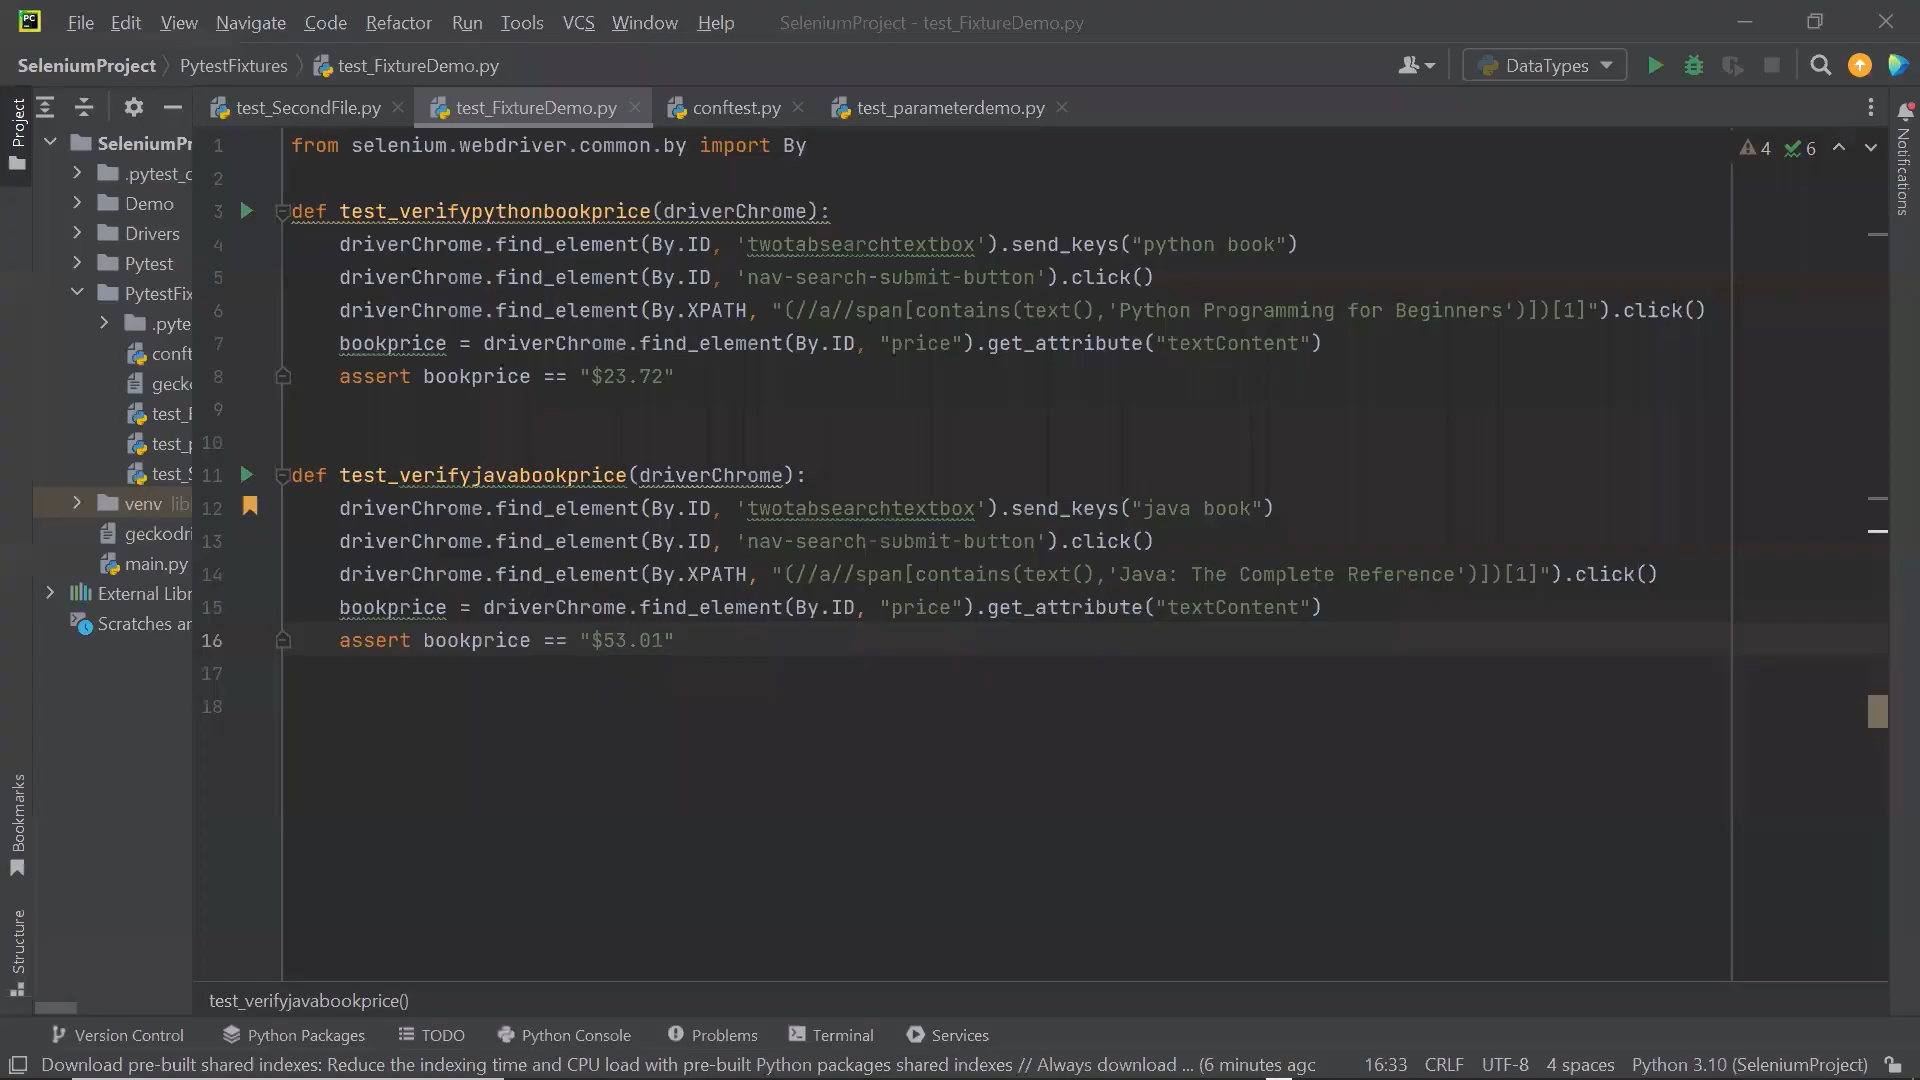 PC File Edit View Navigate Code Refactor Run Tools VCS Window Help SeleniumProject - test_FixtureDemo.py
SeleniumProject PytestFixtures test_FixtureDemo.py DataTypes
test_SecondFile.py test_FixtureDemo.py conftest.py test_parameterdemo.py
Project
SeleniumPr
.pytest_c
Demo
Drivers
Pytest
PytestFix
.pyte
conft
gecko
test_F
test_p
test_S
venv lib
geckodri
main.py
External Libr
Scratches ar
Bookmarks
Structure
1 from selenium.webdriver.common.by import By
2
3 def test_verifypythonbookprice(driverChrome):
4 driverChrome.find_element(By.ID, 'twotabsearchtextbox').send_keys("python book")
5 driverChrome.find_element(By.ID, 'nav-search-submit-button').click()
6 driverChrome.find_element(By.XPATH, "(//a//span[contains(text(),'Python Programming for Beginners')])[1]").click()
7 bookprice = driverChrome.find_element(By.ID, "price").get_attribute("textContent")
8 assert bookprice == "$23.72"
9
10
11 def test_verifyjavabookprice(driverChrome):
12 driverChrome.find_element(By.ID, 'twotabsearchtextbox').send_keys("java book")
13 driverChrome.find_element(By.ID, 'nav-search-submit-button').click()
14 driverChrome.find_element(By.XPATH, "(//a//span[contains(text(),'Java: The Complete Reference')])[1]").click()
15 bookprice = driverChrome.find_element(By.ID, "price").get_attribute("textContent")
16 assert bookprice == "$53.01"
17
18
4 6
Notifications
test_verifyjavabookprice()
Version Control Python Packages TODO Python Console Problems Terminal Services
Download pre-built shared indexes: Reduce the indexing time and CPU load with pre-built Python packages shared indexes // Always download ... (6 minutes agc 16:33 CRLF UTF-8 4 spaces Python 3.10 (SeleniumProject)